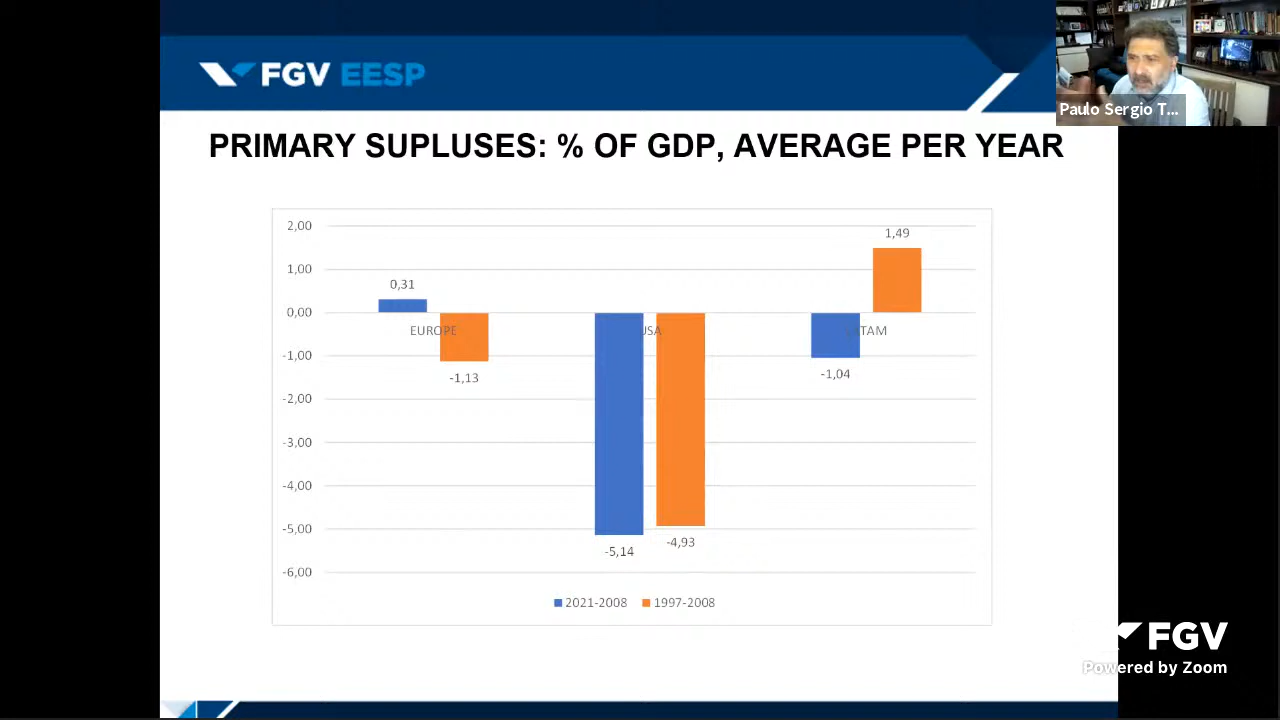 FGV EESP
Paulo Sergio T...
PRIMARY SUPLUSES: % OF GDP, AVERAGE PER YEAR
2,00
1,00
0,00
-1,00
-2,00
-3,00
-4,00
-5,00
-6,00
0,31
-1,13
-5,14
-4,93
-1,04
1,49
EUROPE
USA
LATAM
2021-2008
1997-2008
FGV
Powered by Zoom